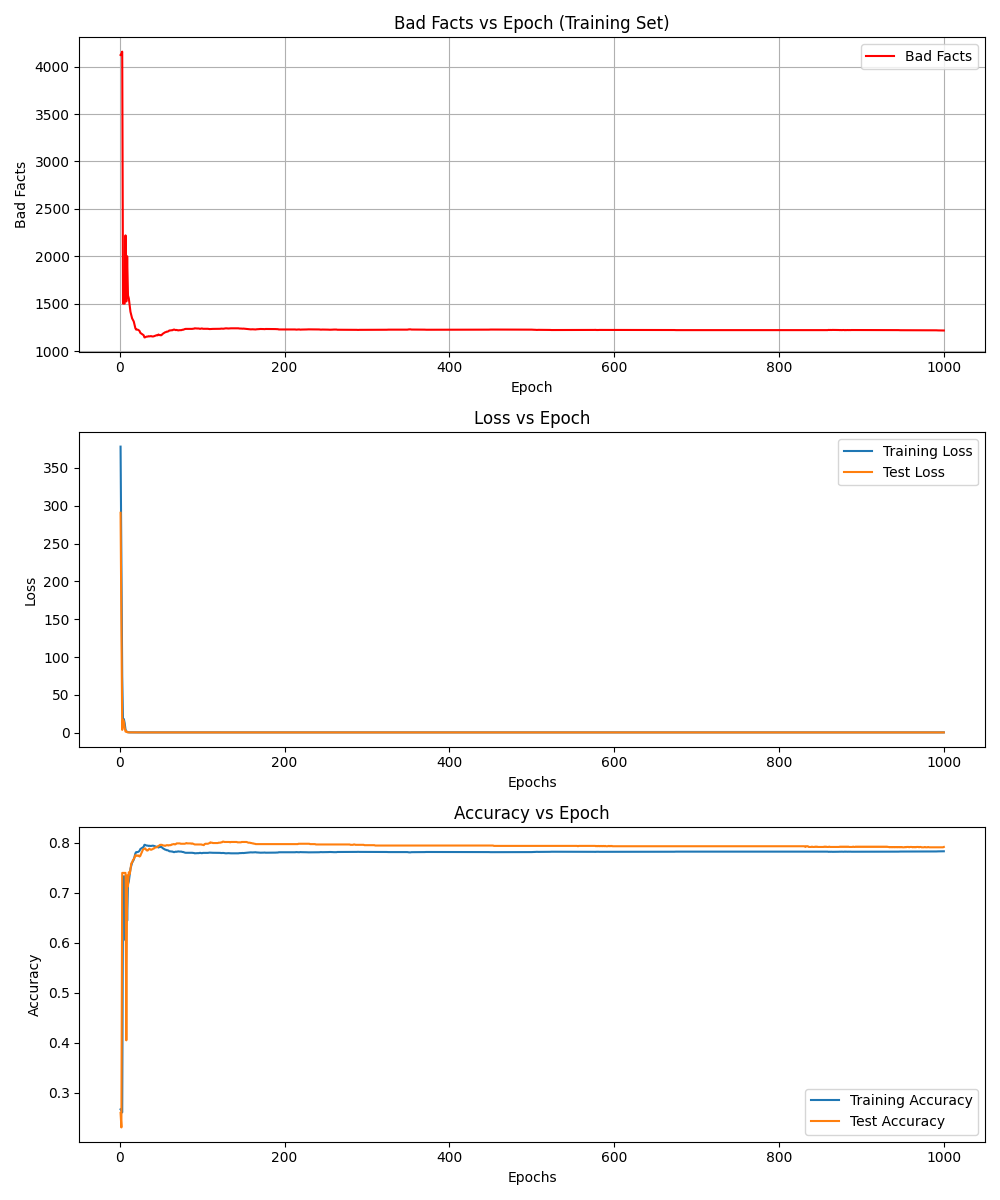 Bad Facts vs Epoch (Training Set)
Bad Facts
4000
3500
3000
2500
2000
1500
1000
Bad Facts
0 200 400 600 800 1000
Epoch
Loss vs Epoch
Training Loss
Test Loss
350
300
250
200
150
100
50
0
Loss
0 200 400 600 800 1000
Epochs
Accuracy vs Epoch
0.8
0.7
0.6
0.5
0.4
0.3
Accuracy
Training Accuracy
Test Accuracy
0 200 400 600 800 1000
Epochs